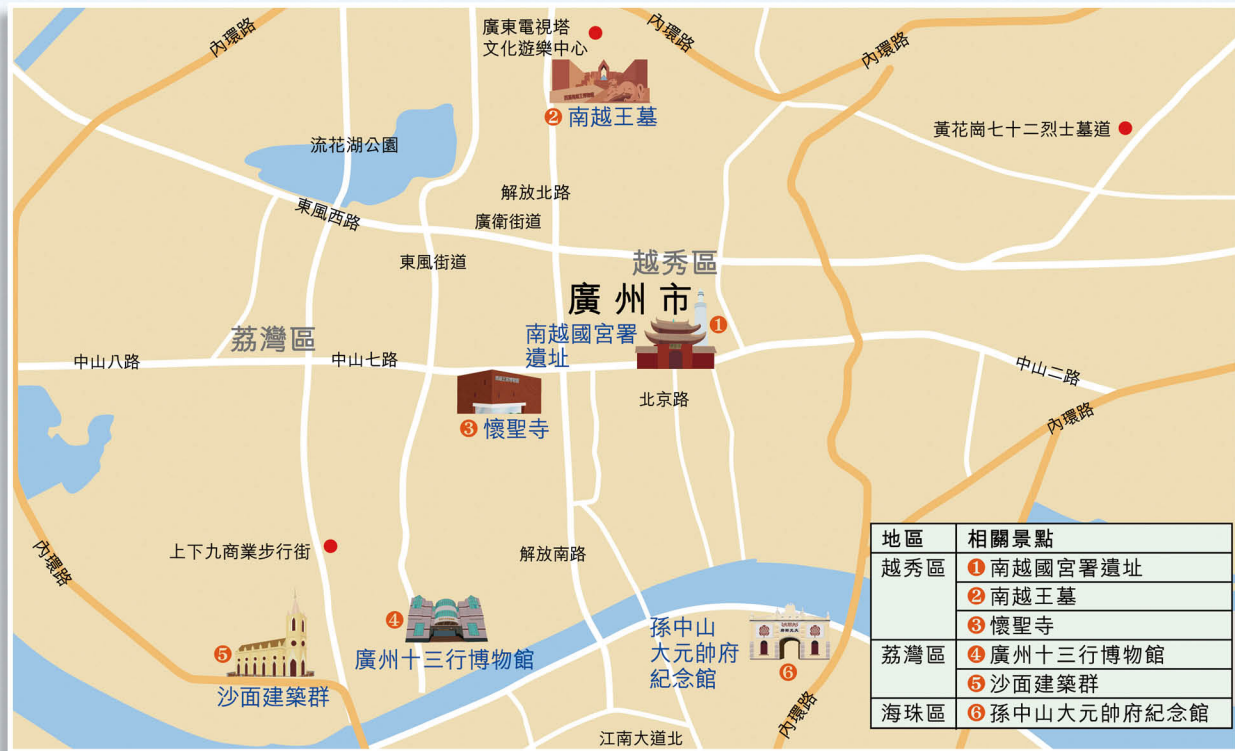 內環路
廣東電視塔
文化遊樂中心
內環路
內環路
❷ 南越王墓
黃花崗七十二烈士墓道
流花湖公園
解放北路
東風西路
廣衛街道
東風街道
越秀區
廣州市
荔灣區
南越國宮署
遺址
❶
中山八路
中山七路
中山二路
北京路
內環路
❸ 懷聖寺
上下九商業步行街
解放南路
內環路
❹
廣州十三行博物館
❺
沙面建築群
孫中山
大元帥府
紀念館
❻
內環路
江南大道北
地區 相關景點
越秀區 ❶ 南越國宮署遺址
❷ 南越王墓
❸ 懷聖寺
荔灣區 ❹ 廣州十三行博物館
❺ 沙面建築群
海珠區 ❻ 孫中山大元帥府紀念館